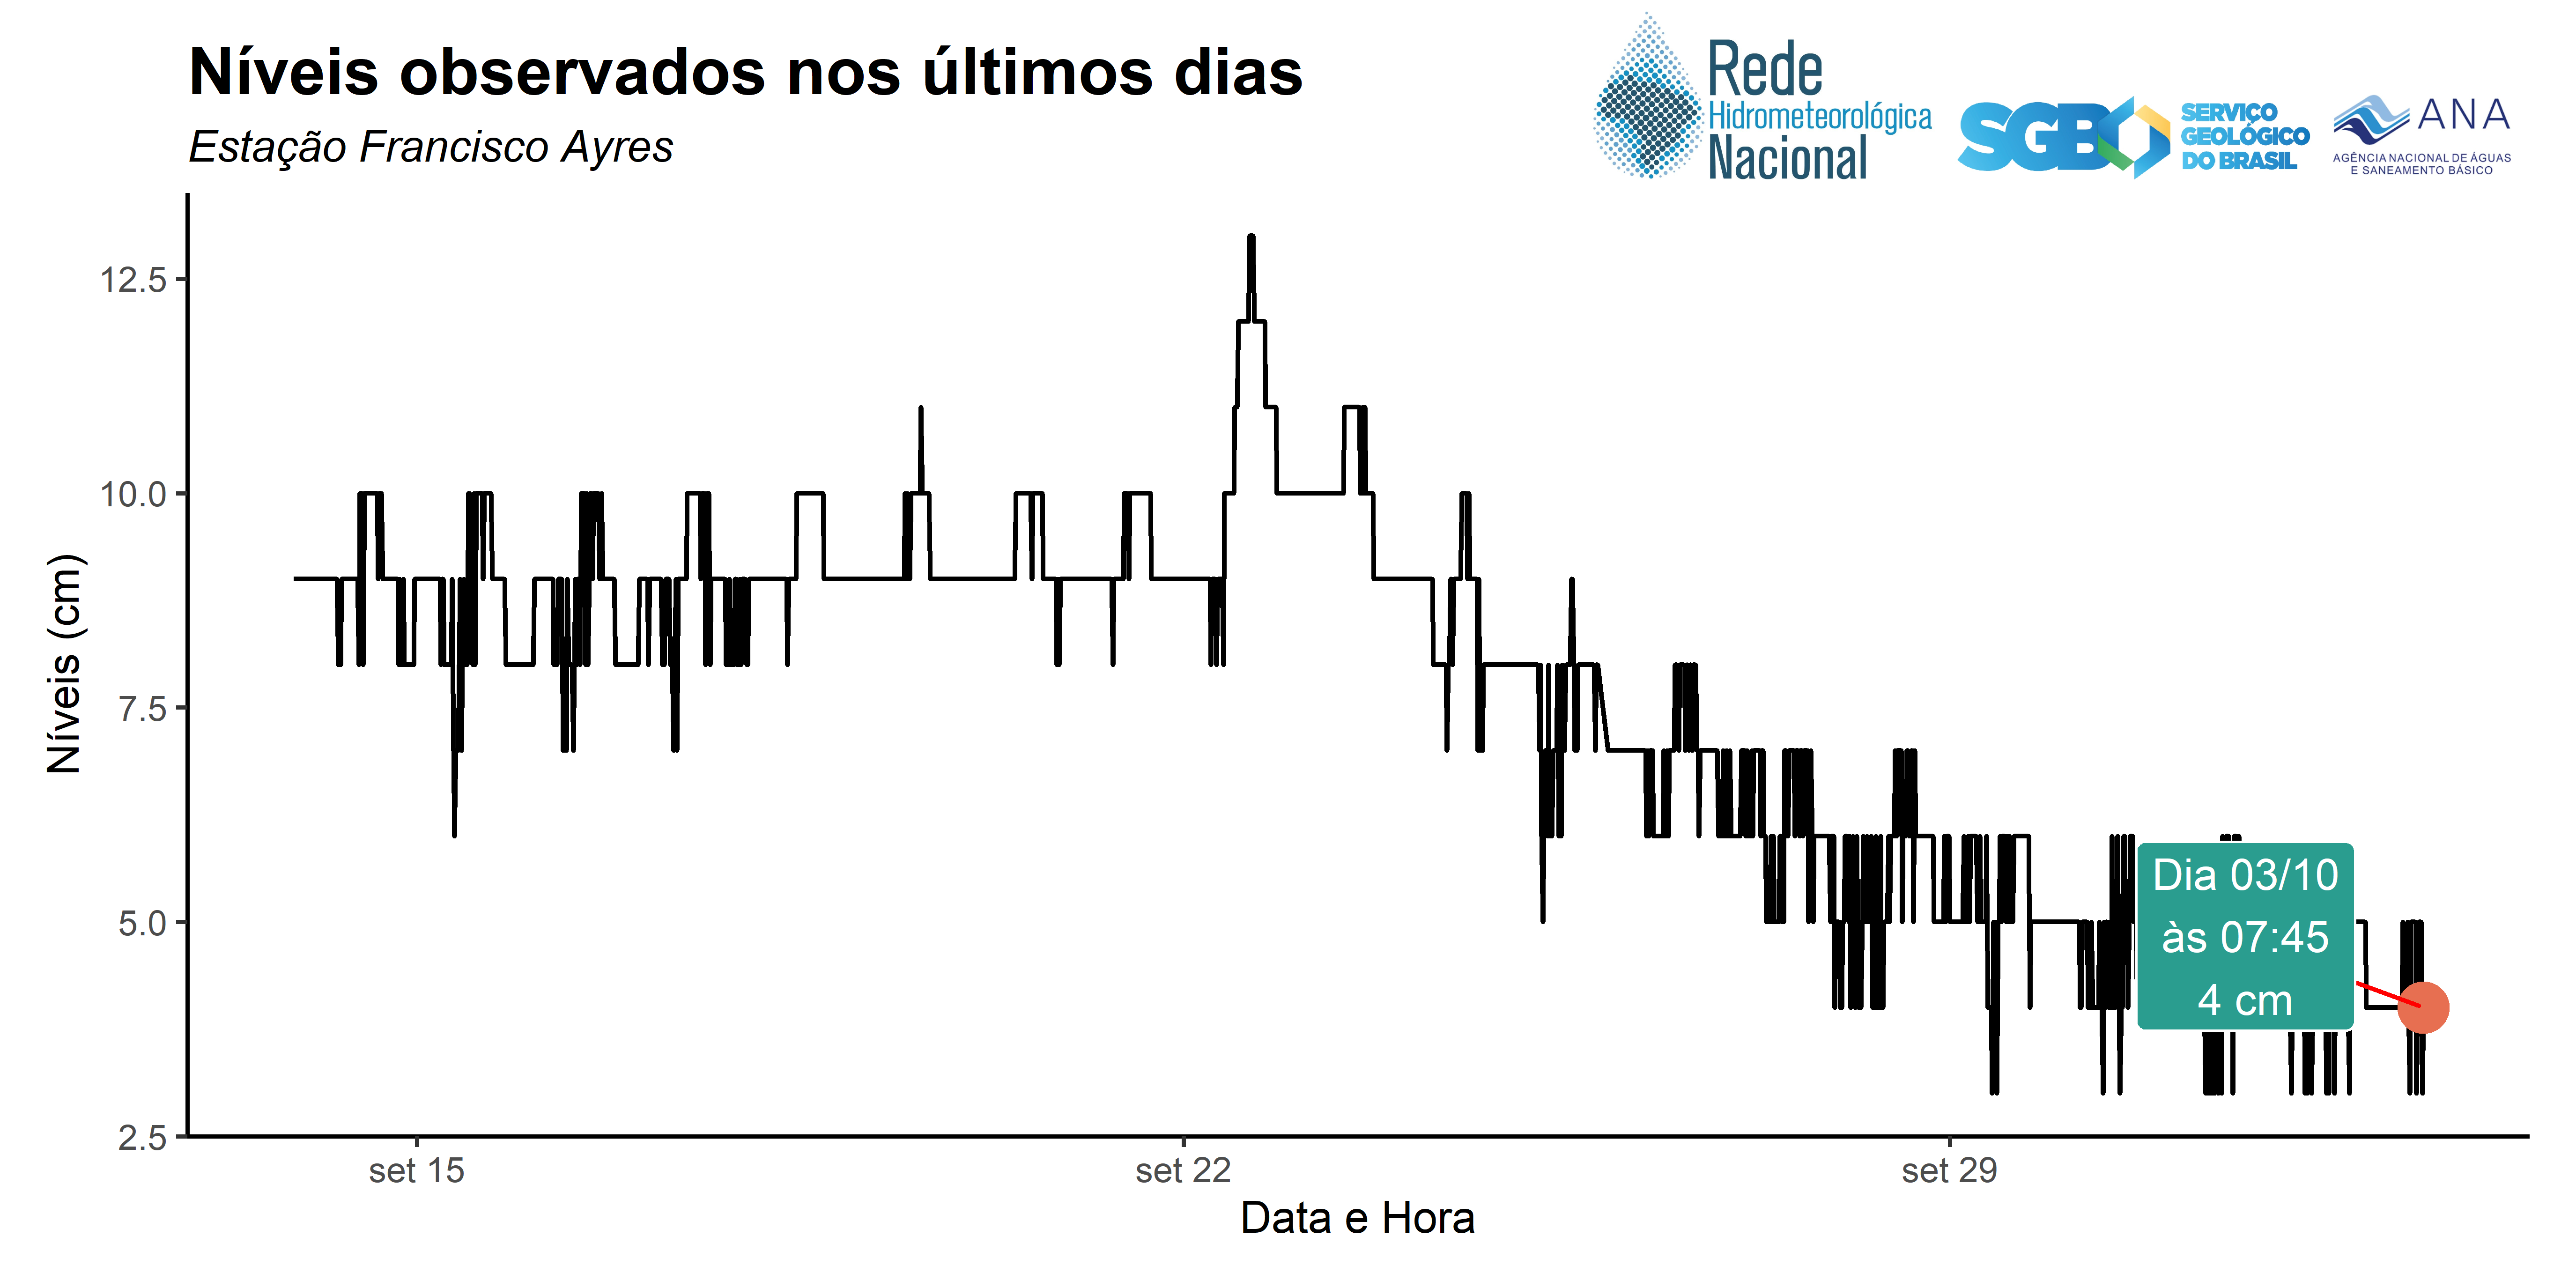 Níveis observados nos últimos dias
Estação Francisco Ayres
Rede
Hidrometeorológica
Nacional
SGB
SERVIÇO
GEOLÓGICO
DO BRASIL
ANA
AGÊNCIA NACIONAL DE ÁGUAS
E SANEAMENTO BÁSICO
Níveis (cm)
12.5
10.0
7.5
5.0
2.5
Dia 03/10
às 07:45
4 cm
set 15
set 22
set 29
Data e Hora